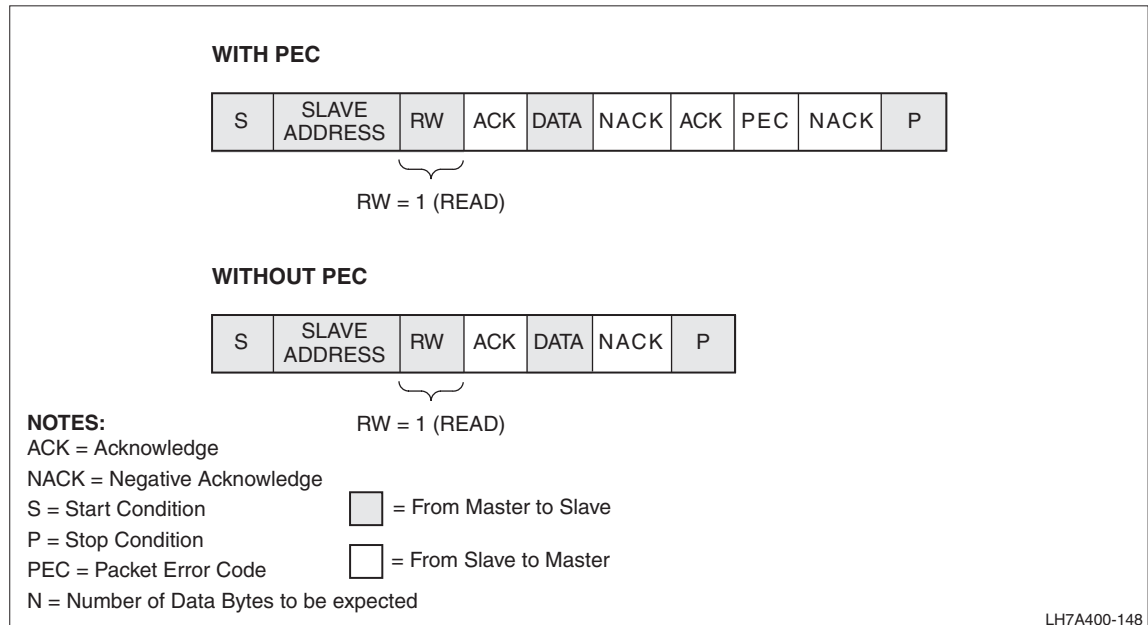 WITH PEC
S SLAVE ADDRESS RW ACK DATA NACK ACK PEC NACK P
RW = 1 (READ)
WITHOUT PEC
S SLAVE ADDRESS RW ACK DATA NACK P
RW = 1 (READ)
NOTES:
ACK = Acknowledge
NACK = Negative Acknowledge
S = Start Condition
P = Stop Condition
PEC = Packet Error Code
N = Number of Data Bytes to be expected
= From Master to Slave
= From Slave to Master
LH7A400-148